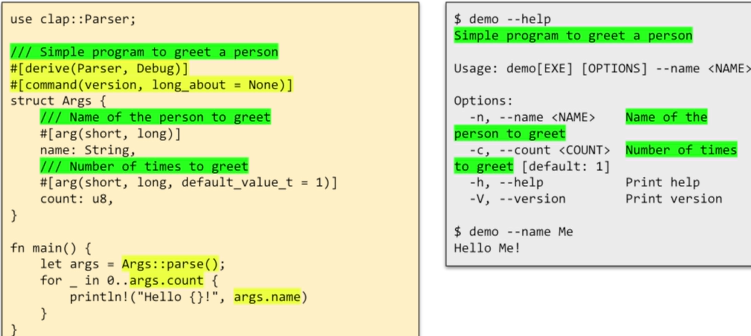 use clap::Parser;
/// Simple program to greet a person
#[derive(Parser, Debug)]
#[command(version, long_about = None)]
struct Args {
    /// Name of the person to greet
    #[arg(short, long)]
    name: String,
    /// Number of times to greet
    #[arg(short, long, default_value_t = 1)]
    count: u8,
}
fn main() {
    let args = Args::parse();
    for _ in 0..args.count {
        println!("Hello {}!", args.name)
    }
}
$ demo --help
Simple program to greet a person
Usage: demo[EXE] [OPTIONS] --name <NAME>
Options:
  -n, --name <NAME>    Name of the
person to greet
  -c, --count <COUNT>  Number of times
to greet [default: 1]
  -h, --help           Print help
  -V, --version        Print version
$ demo --name Me
Hello Me!